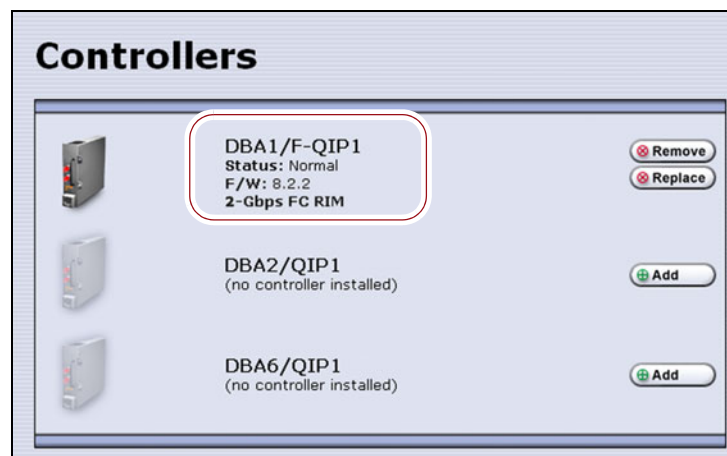 Controllers
DBA1/F-QIP1
Status: Normal
F/W: 8.2.2
2-Gbps FC RIM
Remove
Replace
DBA2/QIP1
(no controller installed)
Add
DBA6/QIP1
(no controller installed)
Add